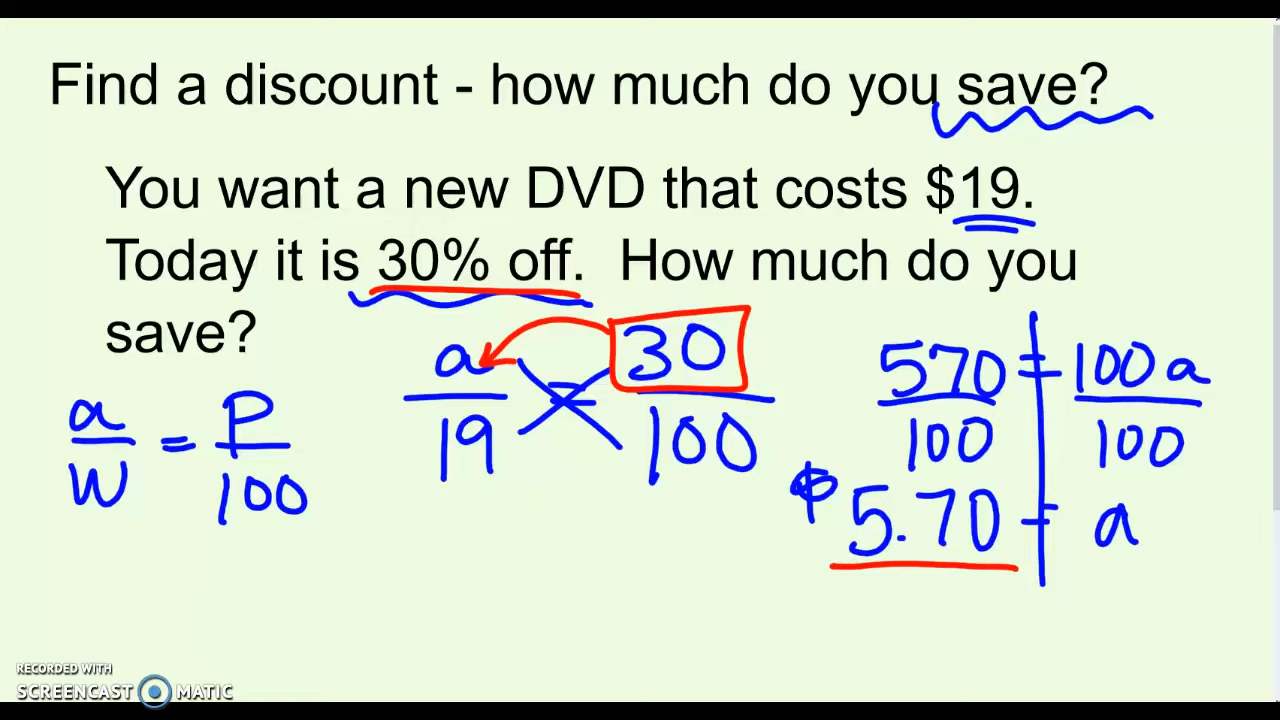 Find a discount - how much do you save?
You want a new DVD that costs $19.
Today it is 30% off. How much do you
save?
a/W = P/100
a/19 = 30/100
570/100 = 100a/100
$5.70 = a
RECORDED WITH
SCREENCAST MATIC